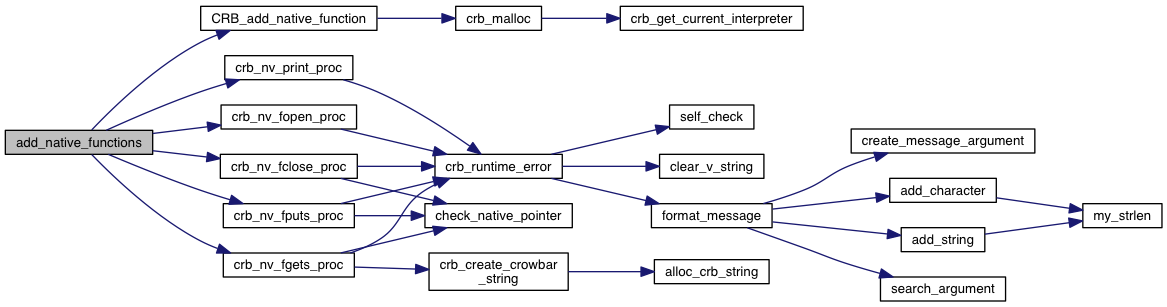 CRB_add_native_function
crb_malloc
crb_get_current_interpreter
crb_nv_print_proc
crb_nv_fopen_proc
self_check
add_native_functions
create_message_argument
crb_nv_fclose_proc
crb_runtime_error
clear_v_string
add_character
crb_nv_fputs_proc
check_native_pointer
format_message
my_strlen
add_string
crb_nv_fgets_proc
crb_create_crowbar
_string
alloc_crb_string
search_argument